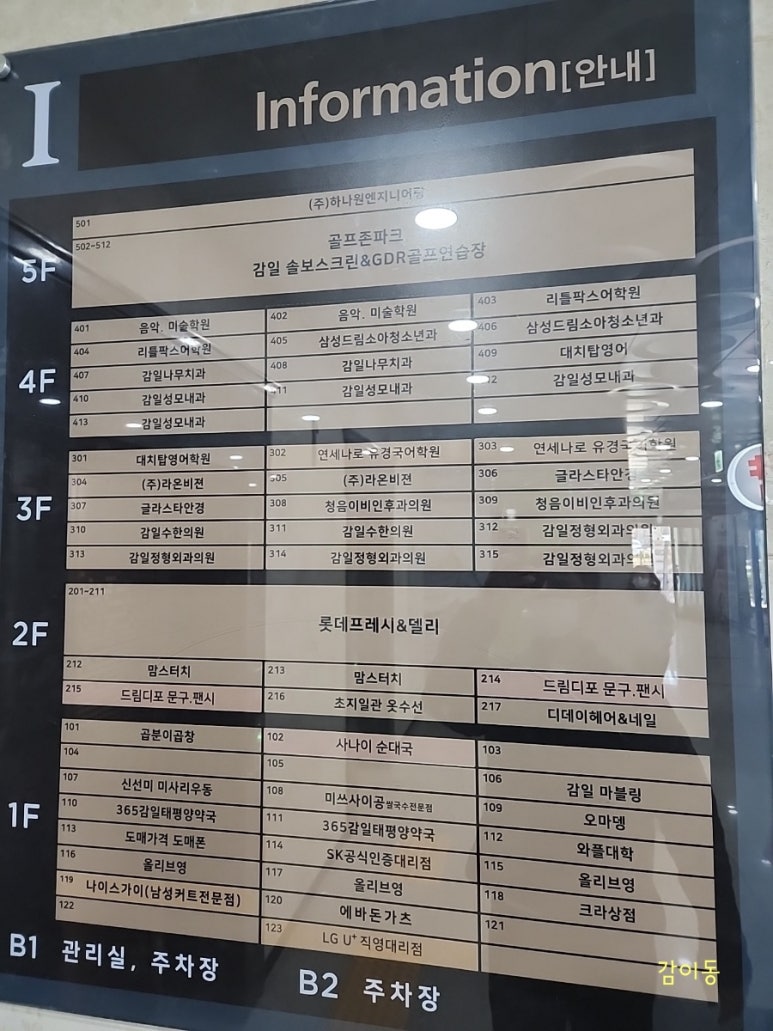 I
Information[안내]
501 (주)하나원엔지니어링
502~512 골프존파크
감일 솔보스크린&GDR골프연습장
5F
401 음악. 미술학원 402 음악. 미술학원 403 리틀팍스어학원
404 리틀팍스어학원 405 삼성드림소아청소년과 406 삼성드림소아청소년과
407 감일나무치과 408 감일나무치과 409 대치탑영어
4F
410 감일성모내과 감일성모내과 감일성모내과
413 감일성모내과
301 대치탑영어학원 302 연세나로 유경국어학원 303 연세나로 유경국어학원
304 (주)라온비젼 305 (주)라온비젼 306 글라스타안경
3F
307 글라스타안경 308 청음이비인후과의원 309 청음이비인후과의원
310 감일수한의원 311 감일수한의원 312 감일정형외과의원
313 감일정형외과의원 314 감일정형외과의원 315 감일정형외과의원
201~211
2F 롯데프레시&델리
212 맘스터치 213 맘스터치 214 드림디포 문구.팬시
215 드림디포 문구.팬시 216 초지일관 옷수선 217 디데이헤어&네일
101 곱분이곱창 102 사나이 순대국 103
104 105 106 감일 마블링
107 신선미 미사리우동 108 미쓰사이공쌀국수전문점 109 오마뎅
1F
110 365감일태평양약국 111 365감일태평양약국 112 와플대학
113 도매가격 도매폰 114 SK공식인증대리점 115 올리브영
116 올리브영 117 올리브영 118 크라상점
119 나이스가이(남성커트전문점) 120 에바돈가츠 121
122 123 LG U+ 직영대리점
B1 관리실, 주차장 B2 주차장
감이동